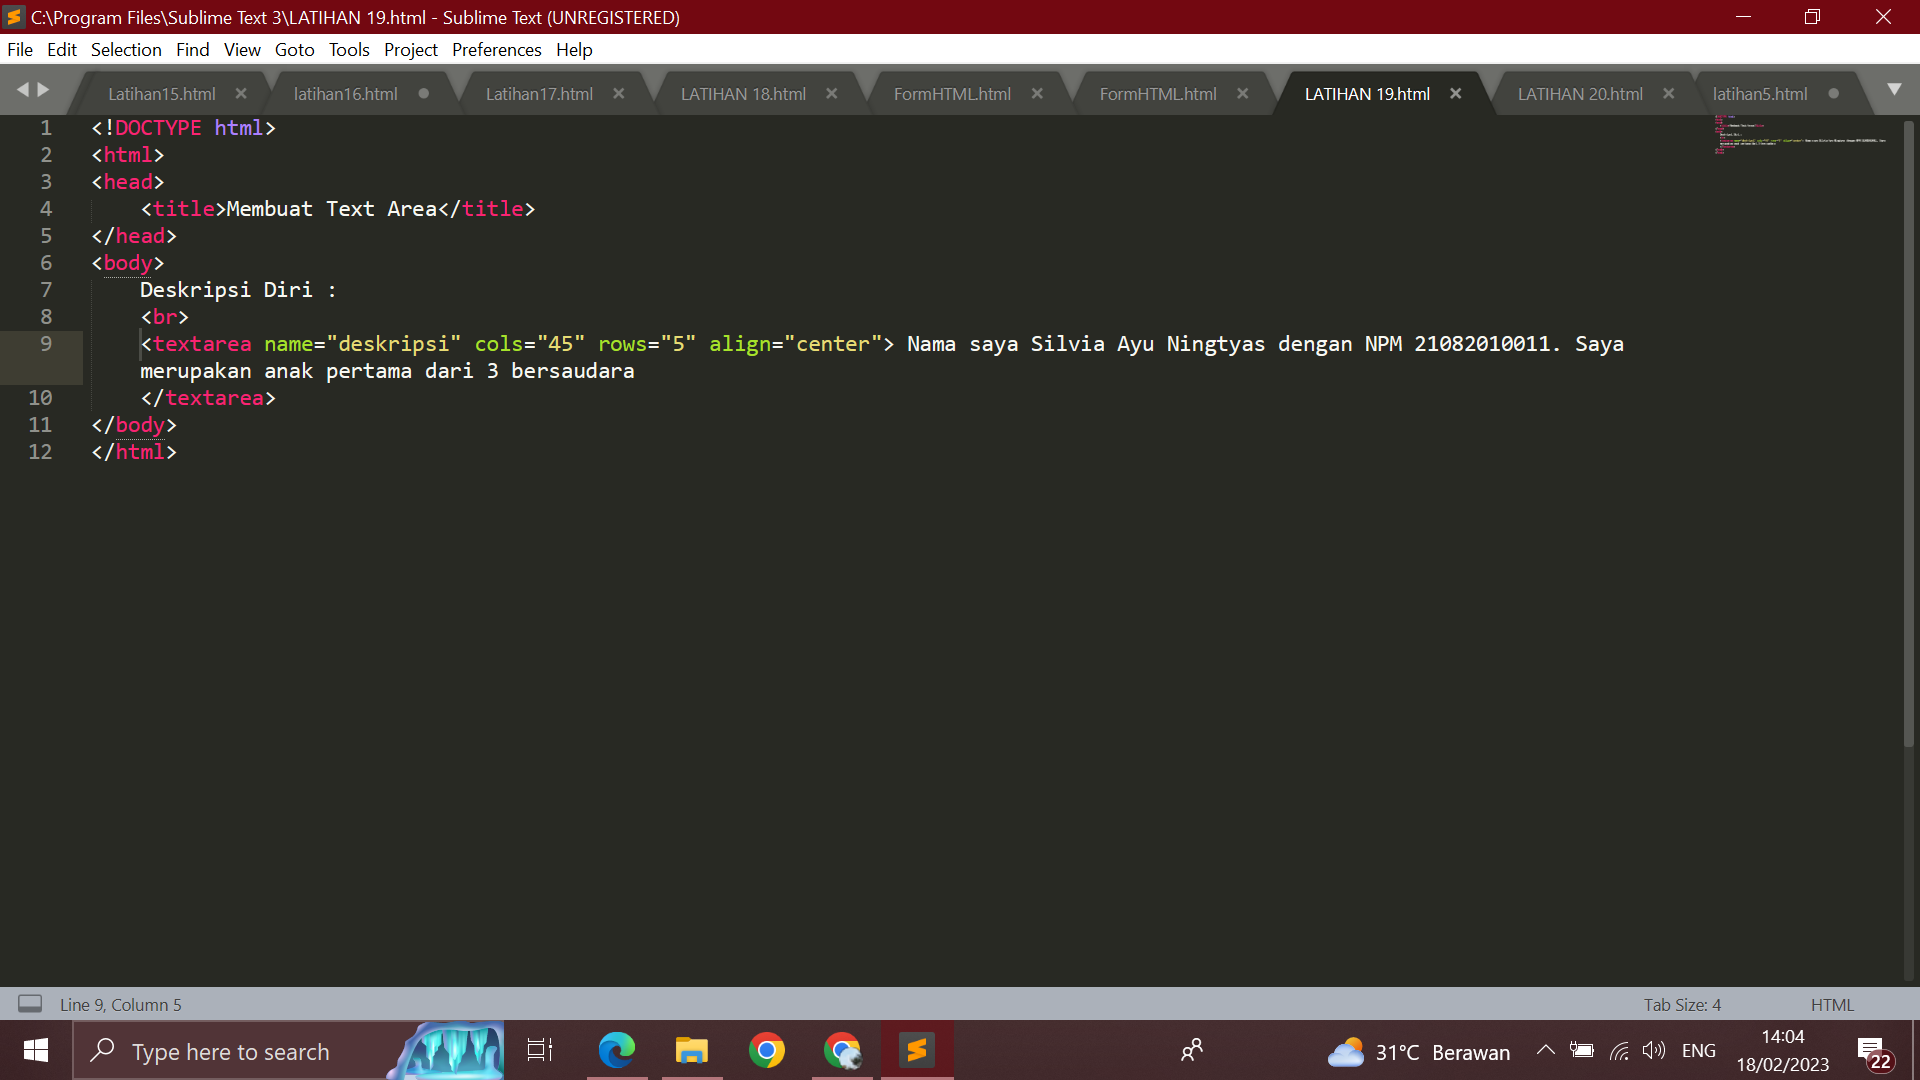 C:\Program Files\Sublime Text 3\LATIHAN 19.html - Sublime Text (UNREGISTERED)
File Edit Selection Find View Goto Tools Project Preferences Help
Latihan15.html latihan16.html Latihan17.html LATIHAN 18.html FormHTML.html FormHTML.html LATIHAN 19.html LATIHAN 20.html latihan5.html
1 <!DOCTYPE html>
2 <html>
3 <head>
4 <title>Membuat Text Area</title>
5 </head>
6 <body>
7 Deskripsi Diri :
8 <br>
9 <textarea name="deskripsi" cols="45" rows="5" align="center"> Nama saya Silvia Ayu Ningtyas dengan NPM 21082010011. Saya
merupakan anak pertama dari 3 bersaudara
10 </textarea>
11 </body>
12 </html>
Line 9, Column 5 Tab Size: 4 HTML
Type here to search 31°C Berawan ENG 14:04
18/02/2023 22